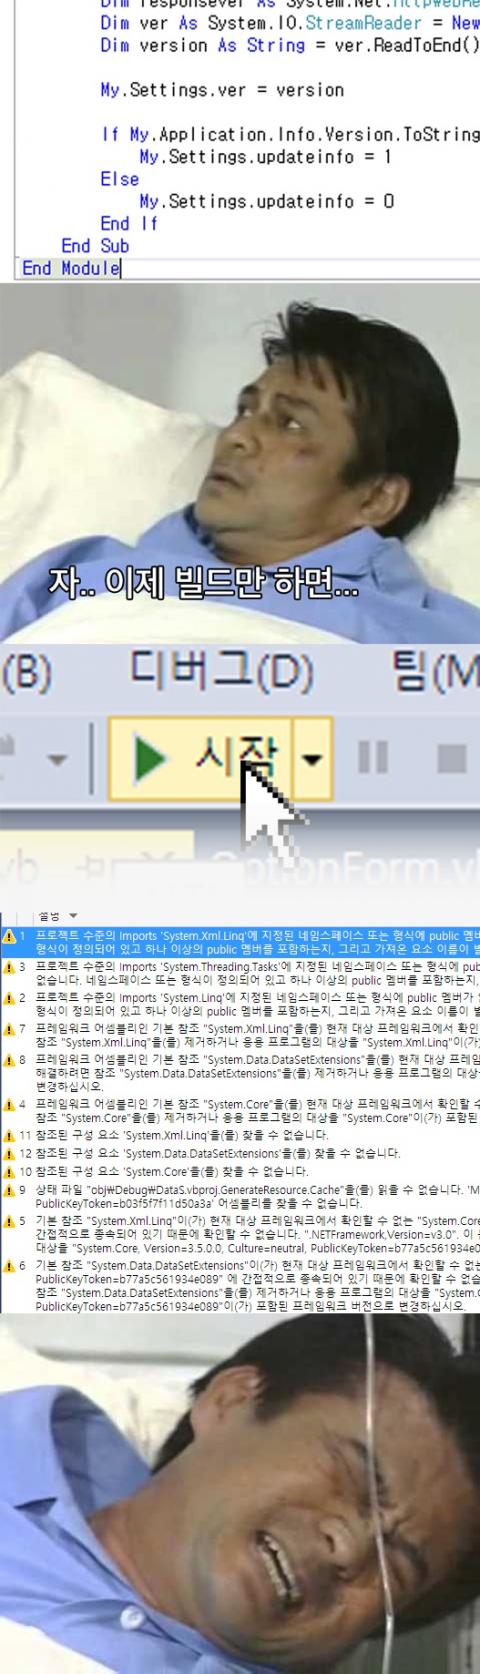 Dim responsever As System.Net.HttpWebRe
Dim ver As System.IO.StreamReader = New
Dim version As String = ver.ReadToEnd()
My.Settings.ver = version
If My.Application.Info.Version.ToString
My.Settings.updateinfo = 1
Else
My.Settings.updateinfo = 0
End If
End Sub
End Module
자.. 이제 빌드만 하면...
(B) 디버그(D) 팀(M
시작
vb OptionForm.v
설명
1 프로젝트 수준의 Imports 'System.Xml.Linq'에 지정된 네임스페이스 또는 형식에 public 멤버
형식이 정의되어 있고 하나 이상의 public 멤버를 포함하는지, 그리고 가져온 요소 이름이 별
3 프로젝트 수준의 Imports 'System.Threading.Tasks'에 지정된 네임스페이스 또는 형식에 pub
없습니다. 네임스페이스 또는 형식이 정의되어 있고 하나 이상의 public 멤버를 포함하는지,
2 프로젝트 수준의 Imports 'System.Linq'에 지정된 네임스페이스 또는 형식에 public 멤버가
형식이 정의되어 있고 하나 이상의 public 멤버를 포함하는지, 그리고 가져온 요소 이름이 별
7 프레임워크 어셈블리인 기본 참조 "System.Xml.Linq"을(를) 현재 대상 프레임워크에서 확인
참조 "System.Xml.Linq"을(를) 제거하거나 응용 프로그램의 대상을 "System.Xml.Linq"이(가)
8 프레임워크 어셈블리인 기본 참조 "System.Data.DataSetExtensions"을(를) 현재 대상 프레임
해결하려면 참조 "System.Data.DataSetExtensions"을(를) 제거하거나 응용 프로그램의 대상
변경하십시오.
4 프레임워크 어셈블리인 기본 참조 "System.Core"을(를) 현재 대상 프레임워크에서 확인할 수
참조 "System.Core"을(를) 제거하거나 응용 프로그램의 대상을 "System.Core"이(가) 포함된
11 참조된 구성 요소 'System.Xml.Linq'을(를) 찾을 수 없습니다.
12 참조된 구성 요소 'System.Data.DataSetExtensions'을(를) 찾을 수 없습니다.
10 참조된 구성 요소 'System.Core'을(를) 찾을 수 없습니다.
9 상태 파일 "obj\Debug\DataS.vbproj.GenerateResource.Cache"을(를) 읽을 수 없습니다. 'M
PublicKeyToken=b03f5f7f11d50a3a' 어셈블리를 찾을 수 없습니다.
5 기본 참조 "System.Xml.Linq"이(가) 현재 대상 프레임워크에서 확인할 수 없는 "System.Core
간접적으로 종속되어 있기 때문에 확인할 수 없습니다. ".NETFramework,Version=v3.0". 이
대상을 "System.Core, Version=3.5.0.0, Culture=neutral, PublicKeyToken=b77a5c561934e0
6 기본 참조 "System.Data.DataSetExtensions"이(가) 현재 대상 프레임워크에서 확인할 수 없는
PublicKeyToken=b77a5c561934e089" 에 간접적으로 종속되어 있기 때문에 확인할 수 없습
"System.Data.DataSetExtensions"을(를) 제거하거나 응용 프로그램의 대상을 "System.C
PublicKeyToken=b77a5c561934e089"이(가) 포함된 프레임워크 버전으로 변경하십시오.